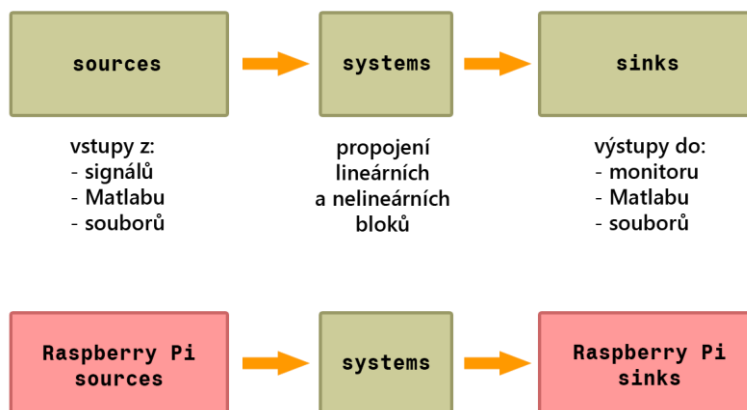 sources
systems
sinks
vstupy z:
- signálů
- Matlabu
- souborů
propojení
lineárních
a nelineárních
bloků
výstupy do:
- monitoru
- Matlabu
- souborů
Raspberry Pi
sources
systems
Raspberry Pi
sinks